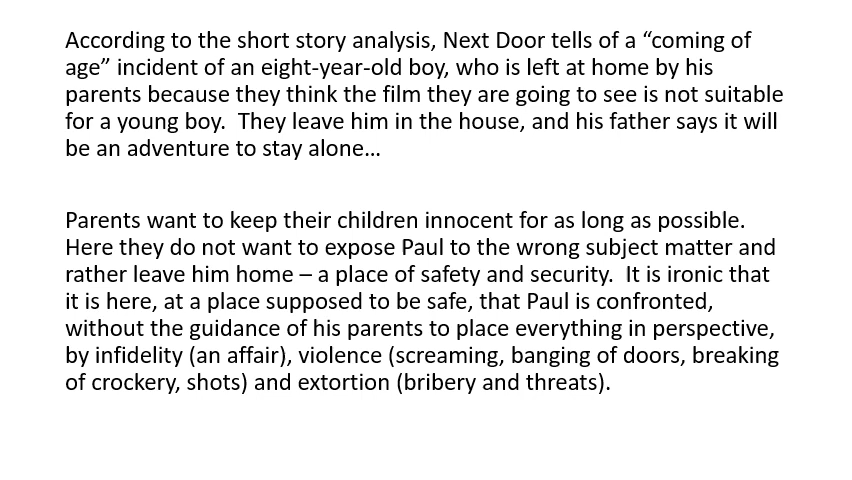 According to the short story analysis, Next Door tells of a “coming of
age” incident of an eight-year-old boy, who is left at home by his
parents because they think the film they are going to see is not suitable
for a young boy.  They leave him in the house, and his father says it will
be an adventure to stay alone…
Parents want to keep their children innocent for as long as possible.
Here they do not want to expose Paul to the wrong subject matter and
rather leave him home – a place of safety and security.  It is ironic that
it is here, at a place supposed to be safe, that Paul is confronted,
without the guidance of his parents to place everything in perspective,
by infidelity (an affair), violence (screaming, banging of doors, breaking
of crockery, shots) and extortion (bribery and threats).